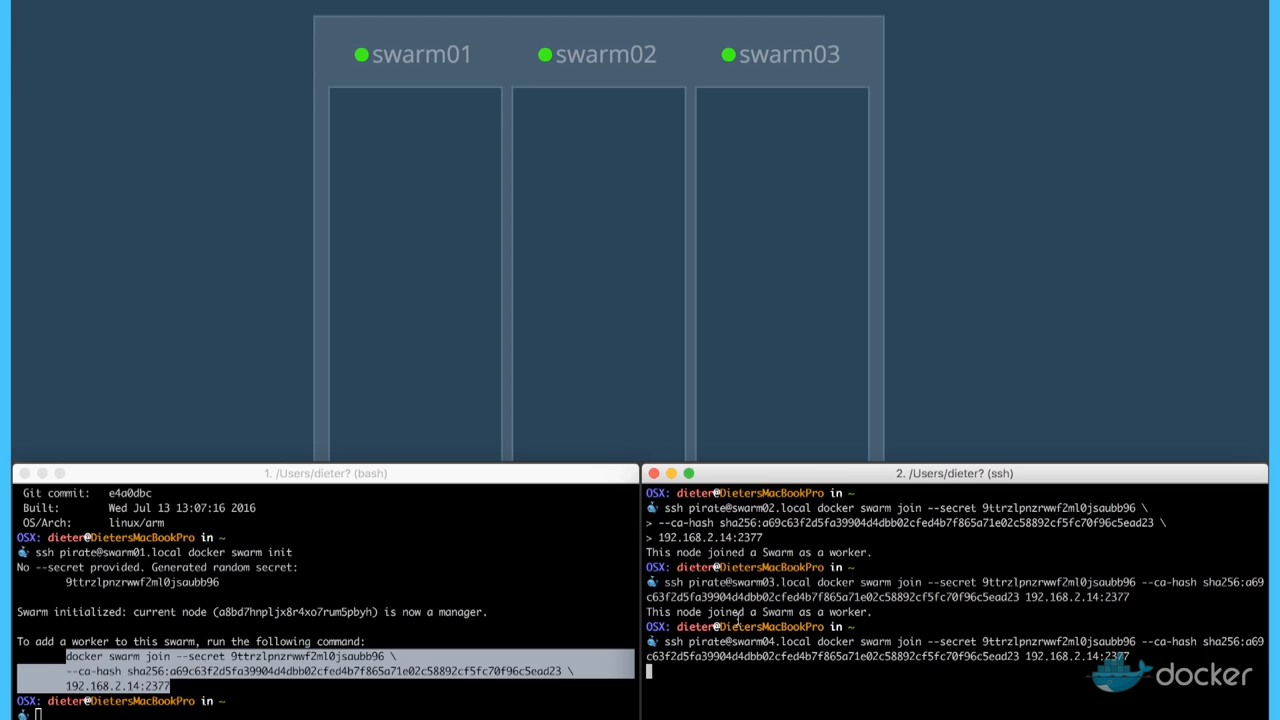 swarm01 swarm02 swarm03
1. /Users/dieter? (bash)
Git commit: e4a0dbc
Built: Wed Jul 13 13:07:16 2016
OS/Arch: linux/arm
OSX: dieter@DietersMacBookPro in ~
ssh pirate@swarm01.local docker swarm init
No --secret provided. Generated random secret:
9ttrzlpnzrwwf2ml0jsaubb96
Swarm initialized: current node (a8bd7hnpljx8r4xo7rum5pbyh) is now a manager.
To add a worker to this swarm, run the following command:
docker swarm join --secret 9ttrzlpnzrwwf2ml0jsaubb96 \
--ca-hash sha256:a69c63f2d5fa39904d4dbb02cfed4b7f865a71e02c58892cf5fc70f96c5ead23 \
192.168.2.14:2377
OSX: dieter@DietersMacBookPro in ~
2. /Users/dieter? (ssh)
OSX: dieter@DietersMacBookPro in ~
ssh pirate@swarm02.local docker swarm join --secret 9ttrzlpnzrwwf2ml0jsaubb96 \
> --ca-hash sha256:a69c63f2d5fa39904d4dbb02cfed4b7f865a71e02c58892cf5fc70f96c5ead23 \
> 192.168.2.14:2377
This node joined a Swarm as a worker.
OSX: dieter@DietersMacBookPro in ~
ssh pirate@swarm03.local docker swarm join --secret 9ttrzlpnzrwwf2ml0jsaubb96 --ca-hash sha256:a69
c63f2d5fa39904d4dbb02cfed4b7f865a71e02c58892cf5fc70f96c5ead23 192.168.2.14:2377
This node joined a Swarm as a worker.
OSX: dieter@DietersMacBookPro in ~
ssh pirate@swarm04.local docker swarm join --secret 9ttrzlpnzrwwf2ml0jsaubb96 --ca-hash sha256:a69
c63f2d5fa39904d4dbb02cfed4b7f865a71e02c58892cf5fc70f96c5ead23 192.168.2.14:2377
docker